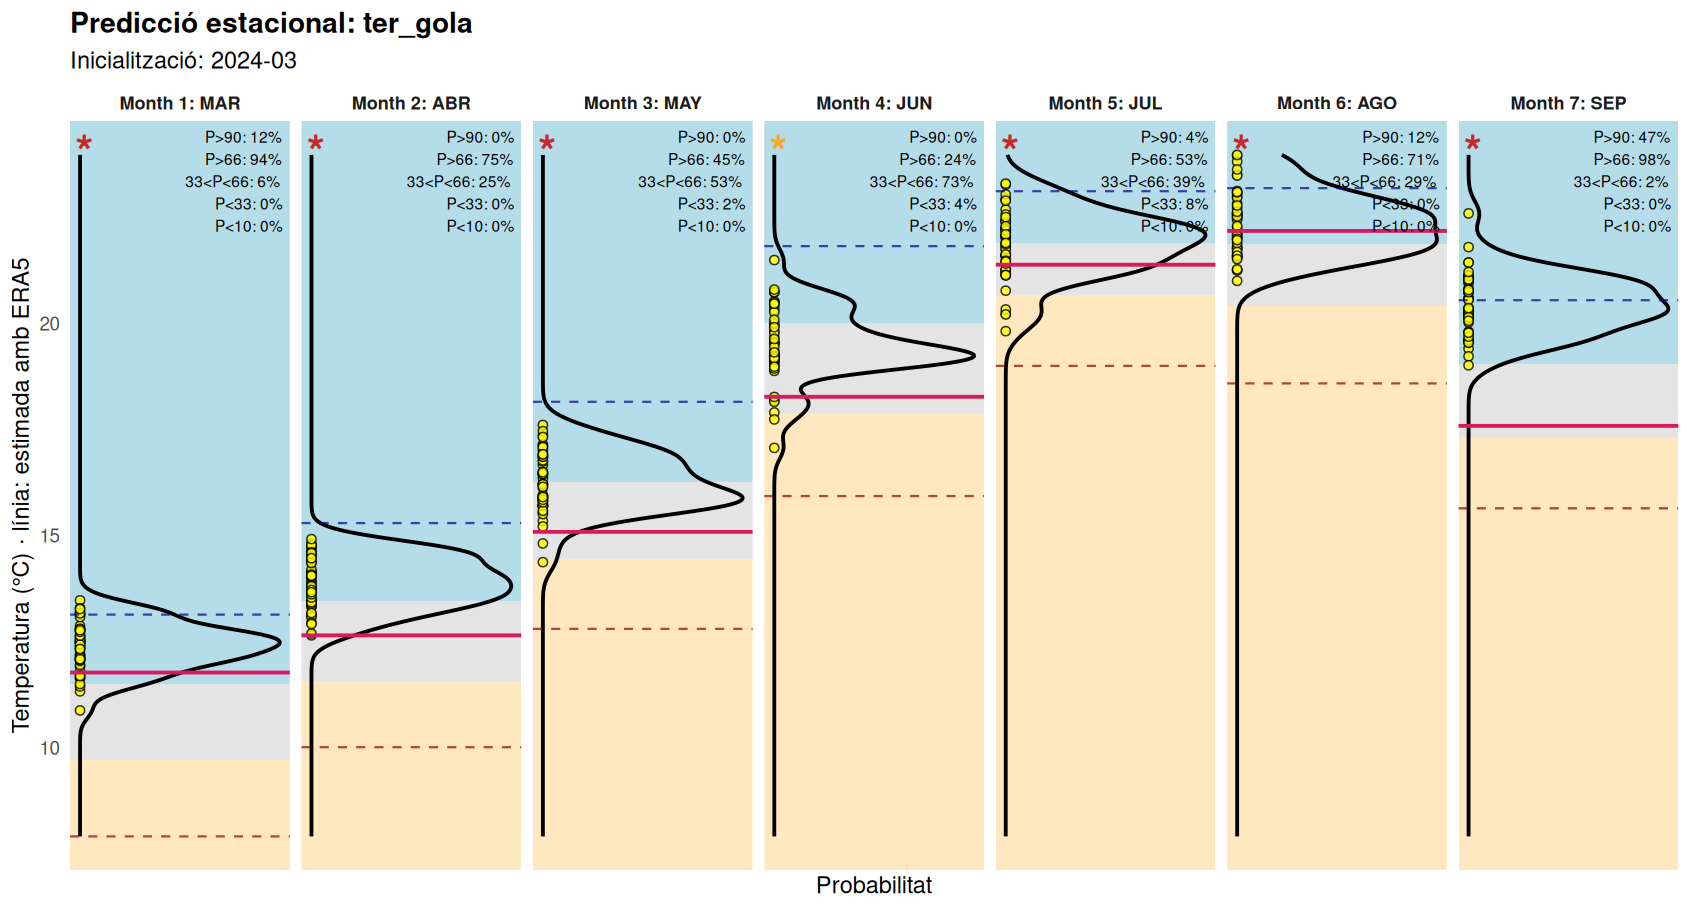 Predicció estacional: ter_gola
Inicialització: 2024-03
Month 1: MAR
Month 2: ABR
Month 3: MAY
Month 4: JUN
Month 5: JUL
Month 6: AGO
Month 7: SEP
*
P>90: 12%
P>66: 94%
33<P<66: 6%
P<33: 0%
P<10: 0%
*
P>90: 0%
P>66: 75%
33<P<66: 25%
P<33: 0%
P<10: 0%
*
P>90: 0%
P>66: 45%
33<P<66: 53%
P<33: 2%
P<10: 0%
*
P>90: 0%
P>66: 24%
33<P<66: 73%
P<33: 4%
P<10: 0%
*
P>90: 4%
P>66: 53%
33<P<66: 39%
P<33: 8%
P<10: 0%
*
P>90: 12%
P>66: 71%
33<P<66: 29%
P<33: 0%
P<10: 0%
*
P>90: 47%
P>66: 98%
33<P<66: 2%
P<33: 0%
P<10: 0%
Temperatura (°C) · línia: estimada amb ERA5
20
15
10
Probabilitat